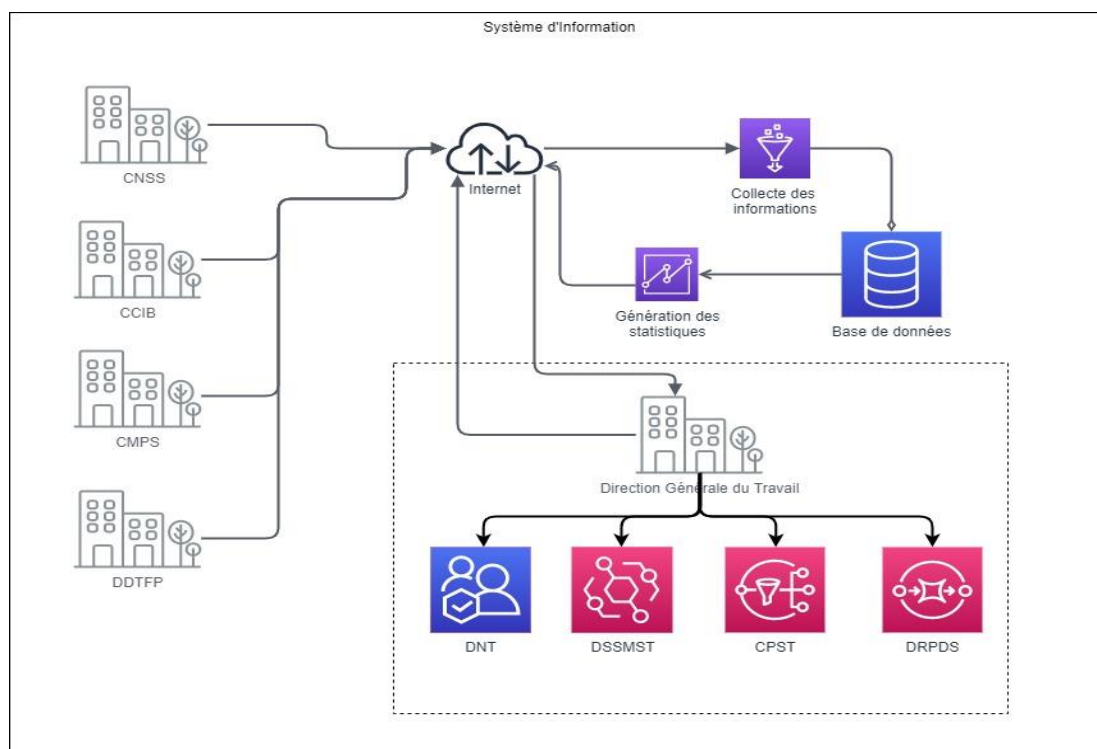 Système d'Information
CNSS
Internet
Collecte des
informations
CCIB
Génération des
statistiques
Base de données
CMPS
Direction Générale du Travail
DDTFP
DNT
DSSMST
CPST
DRPDS